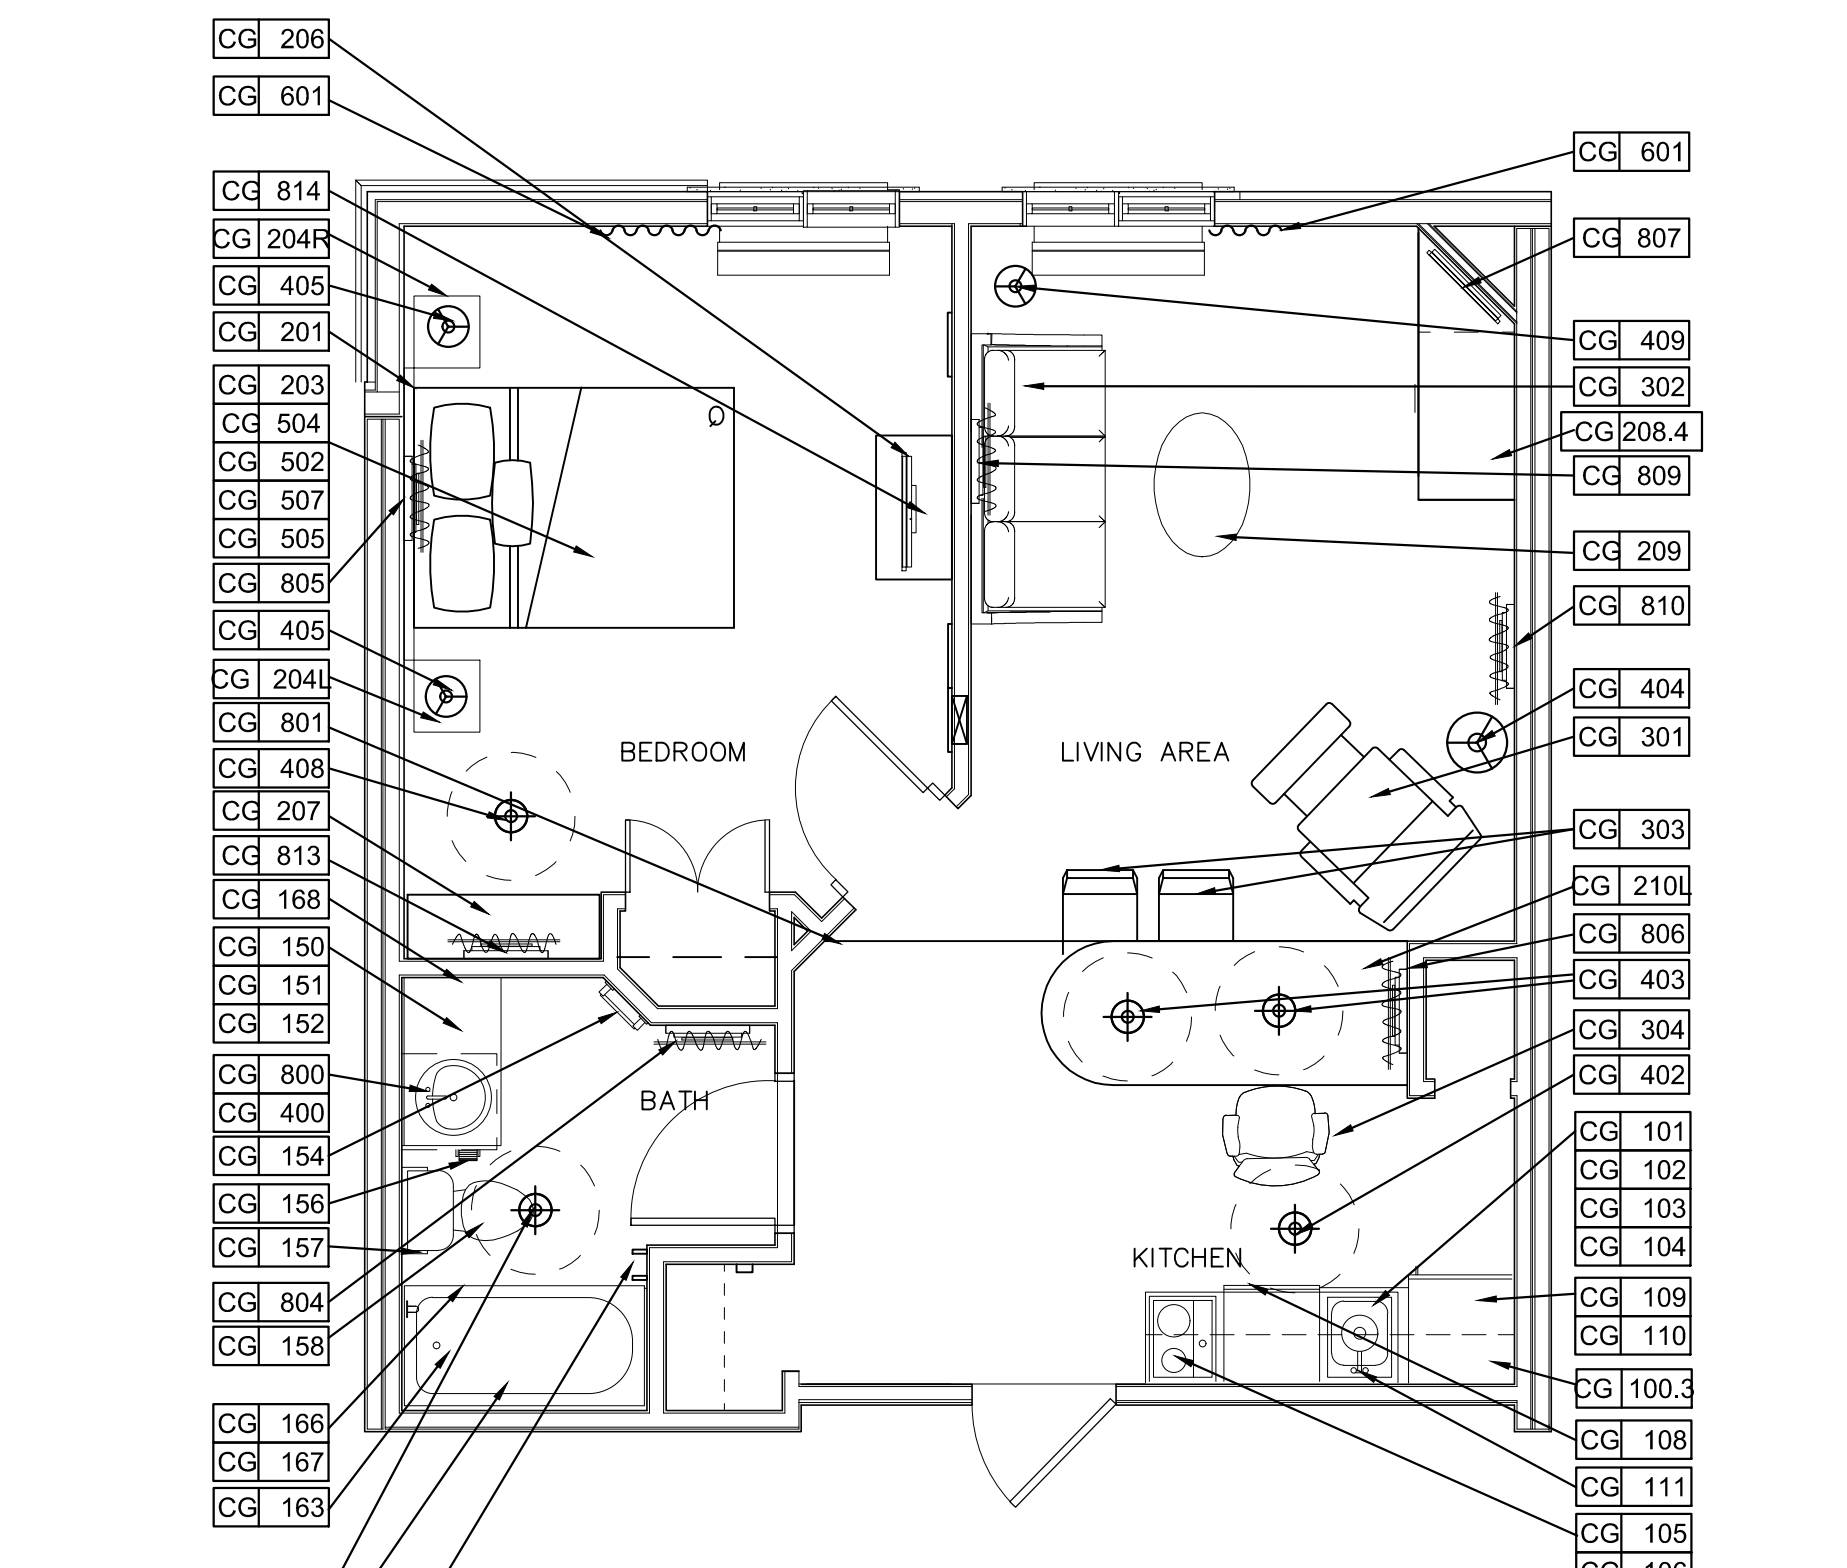 CG 206
CG 601
CG 814
CG 204R
CG 405
CG 201
CG 203
CG 504
CG 502
CG 507
CG 505
CG 805
CG 405
CG 204L
CG 801
CG 408
CG 207
CG 813
CG 168
CG 150
CG 151
CG 152
CG 800
CG 400
CG 154
CG 156
CG 157
CG 804
CG 158
CG 166
CG 167
CG 163
Q
BEDROOM
LIVING AREA
BATH
KITCHEN
CG 601
CG 807
CG 409
CG 302
CG 208.4
CG 809
CG 209
CG 810
CG 404
CG 301
CG 303
CG 210L
CG 806
CG 403
CG 304
CG 402
CG 101
CG 102
CG 103
CG 104
CG 109
CG 110
CG 100.3
CG 108
CG 111
CG 105